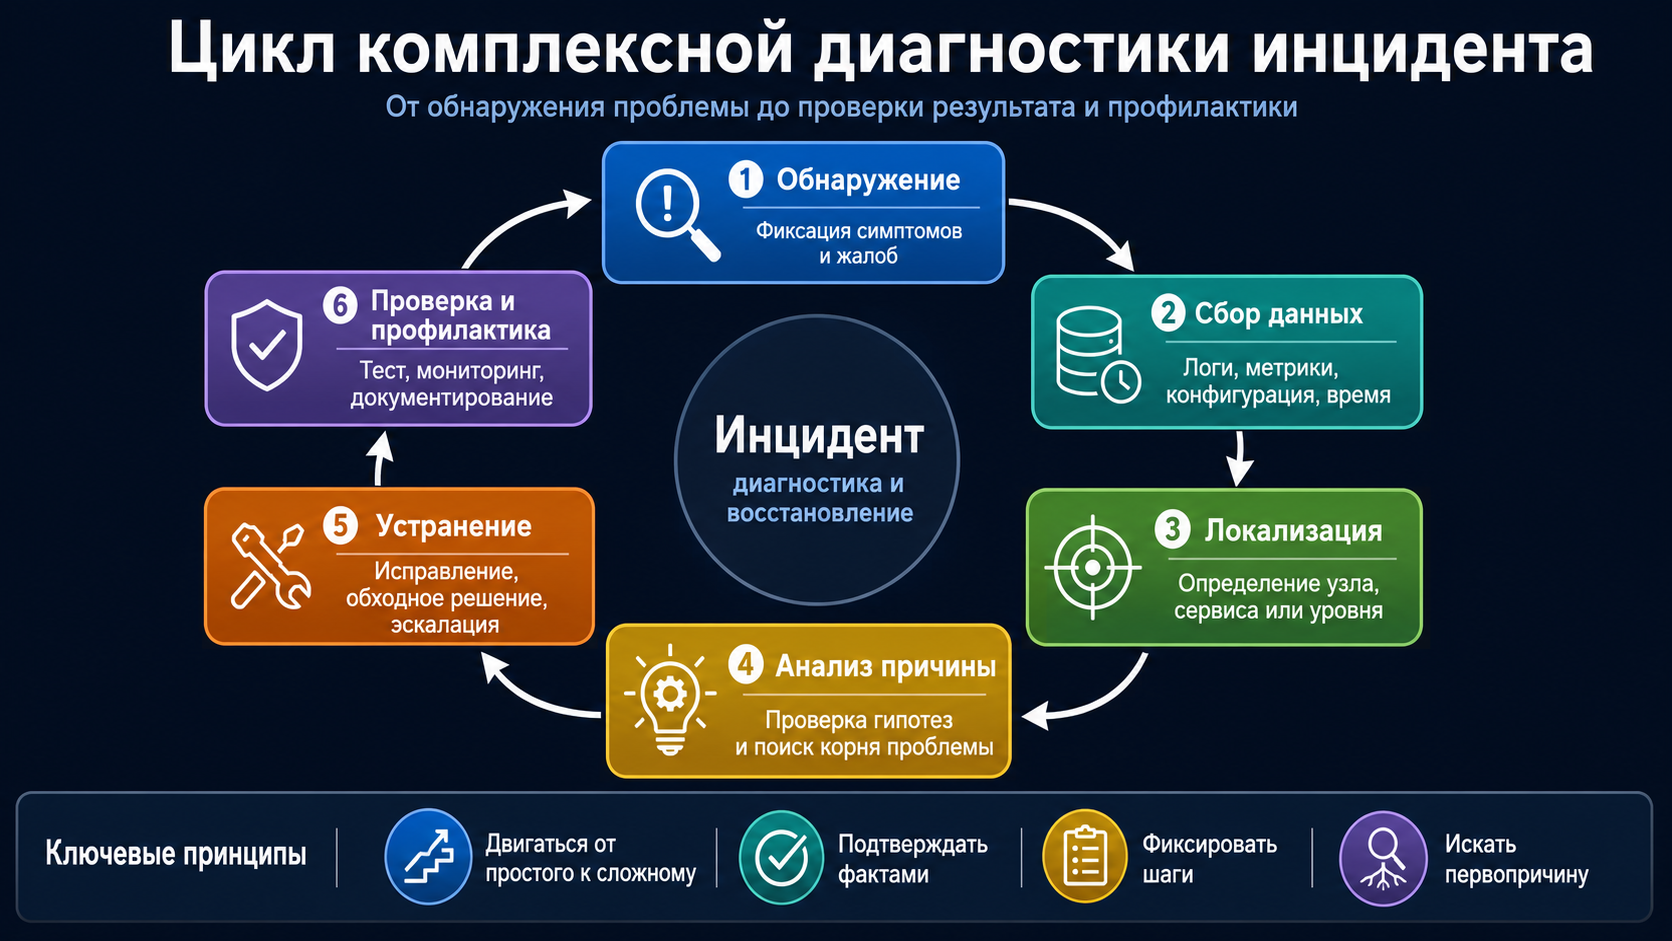 Цикл комплексной диагностики инцидента
От обнаружения проблемы до проверки результата и профилактики
1 Обнаружение
Фиксация симптомов
и жалоб
2 Сбор данных
Логи, метрики,
конфигурация, время
3 Локализация
Определение узла,
сервиса или уровня
4 Анализ причины
Проверка гипотез
и поиск корня проблемы
5 Устранение
Исправление,
обходное решение,
эскалация
6 Проверка и
профилактика
Тест, мониторинг,
документирование
Инцидент
диагностика и
восстановление
Ключевые принципы
Двигаться от
простого к сложному
Подтверждать
фактами
Фиксировать
шаги
Искать
первопричину